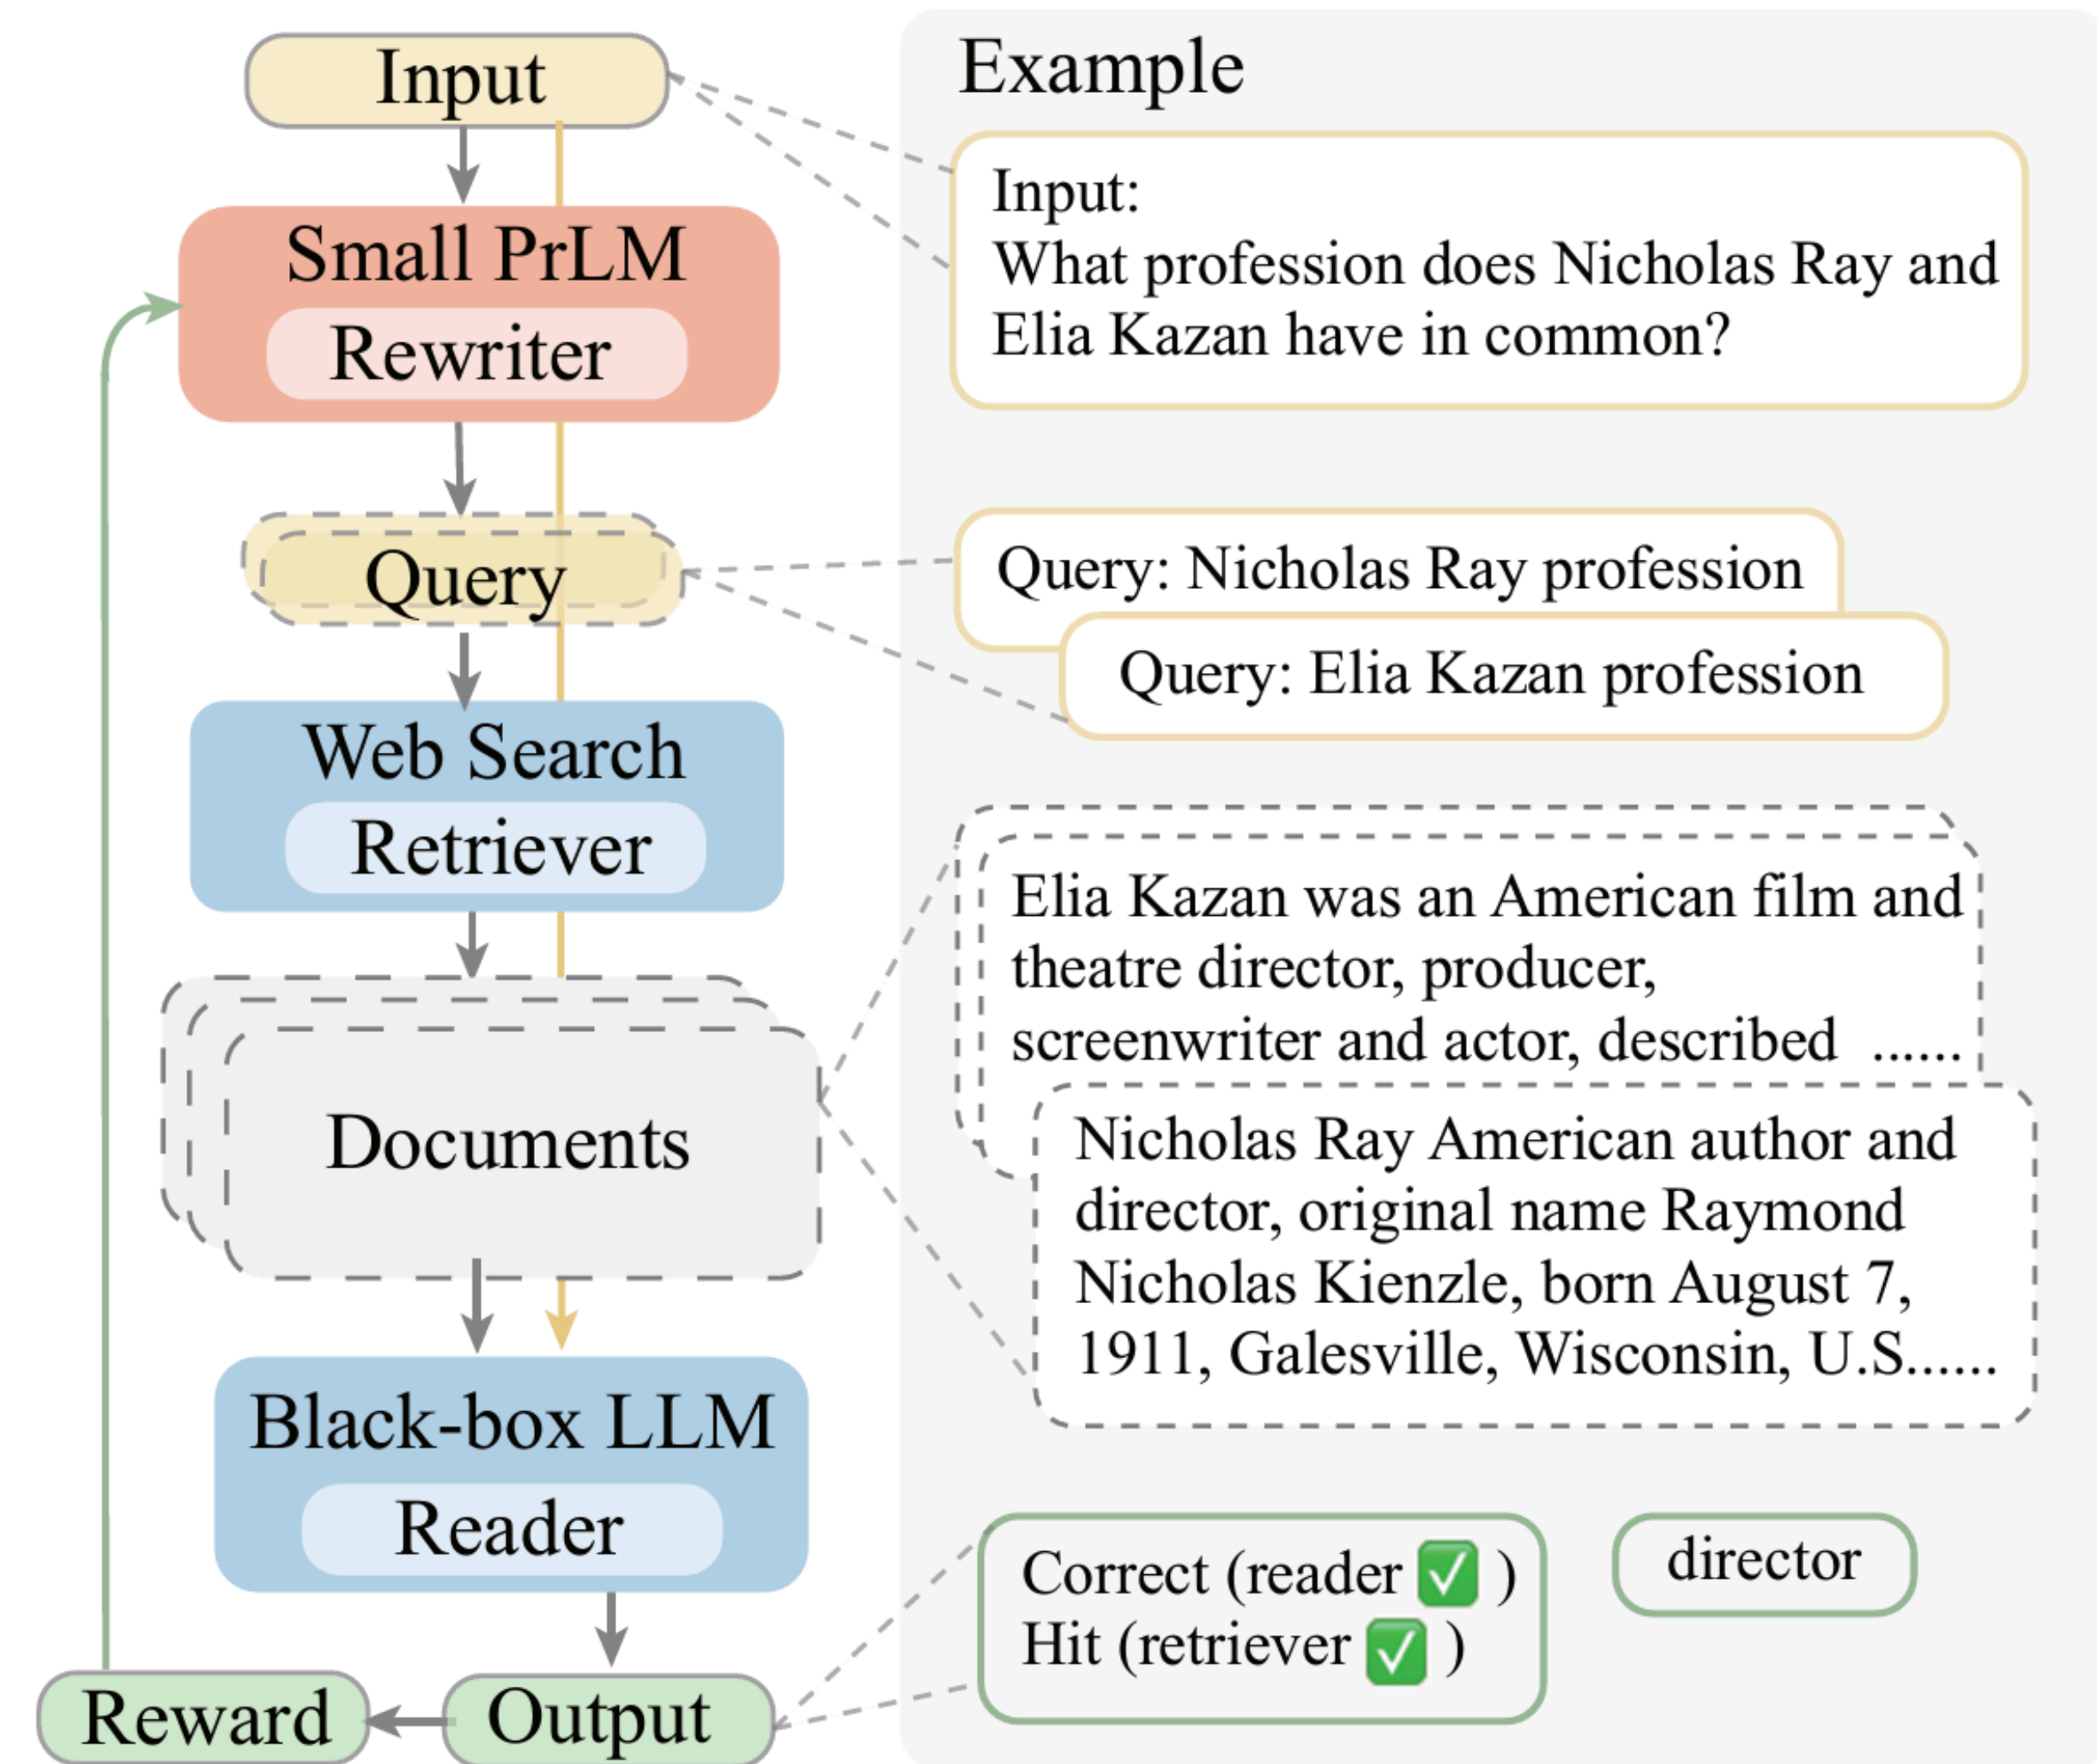 Input
Small PrLM
Rewriter
Query
Web Search
Retriever
Documents
Black-box LLM
Reader
Reward
Output
Example
Input:
What profession does Nicholas Ray and
Elia Kazan have in common?
Query: Nicholas Ray profession
Query: Elia Kazan profession
Elia Kazan was an American film and
theatre director, producer,
screenwriter and actor, described ......
Nicholas Ray American author and
director, original name Raymond
Nicholas Kienzle, born August 7,
1911, Galesville, Wisconsin, U.S......
Correct (reader ✅ )
Hit (retriever ✅ )
director